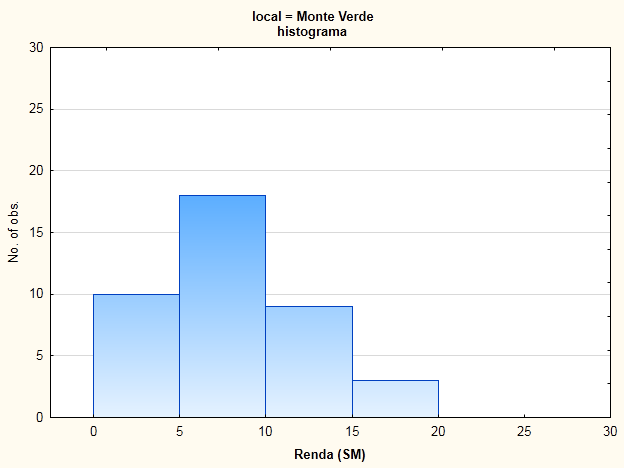 local = Monte Verde
histograma
30
25
20
15
10
5
0
No. of obs.
0 5 10 15 20 25 30
Renda (SM)